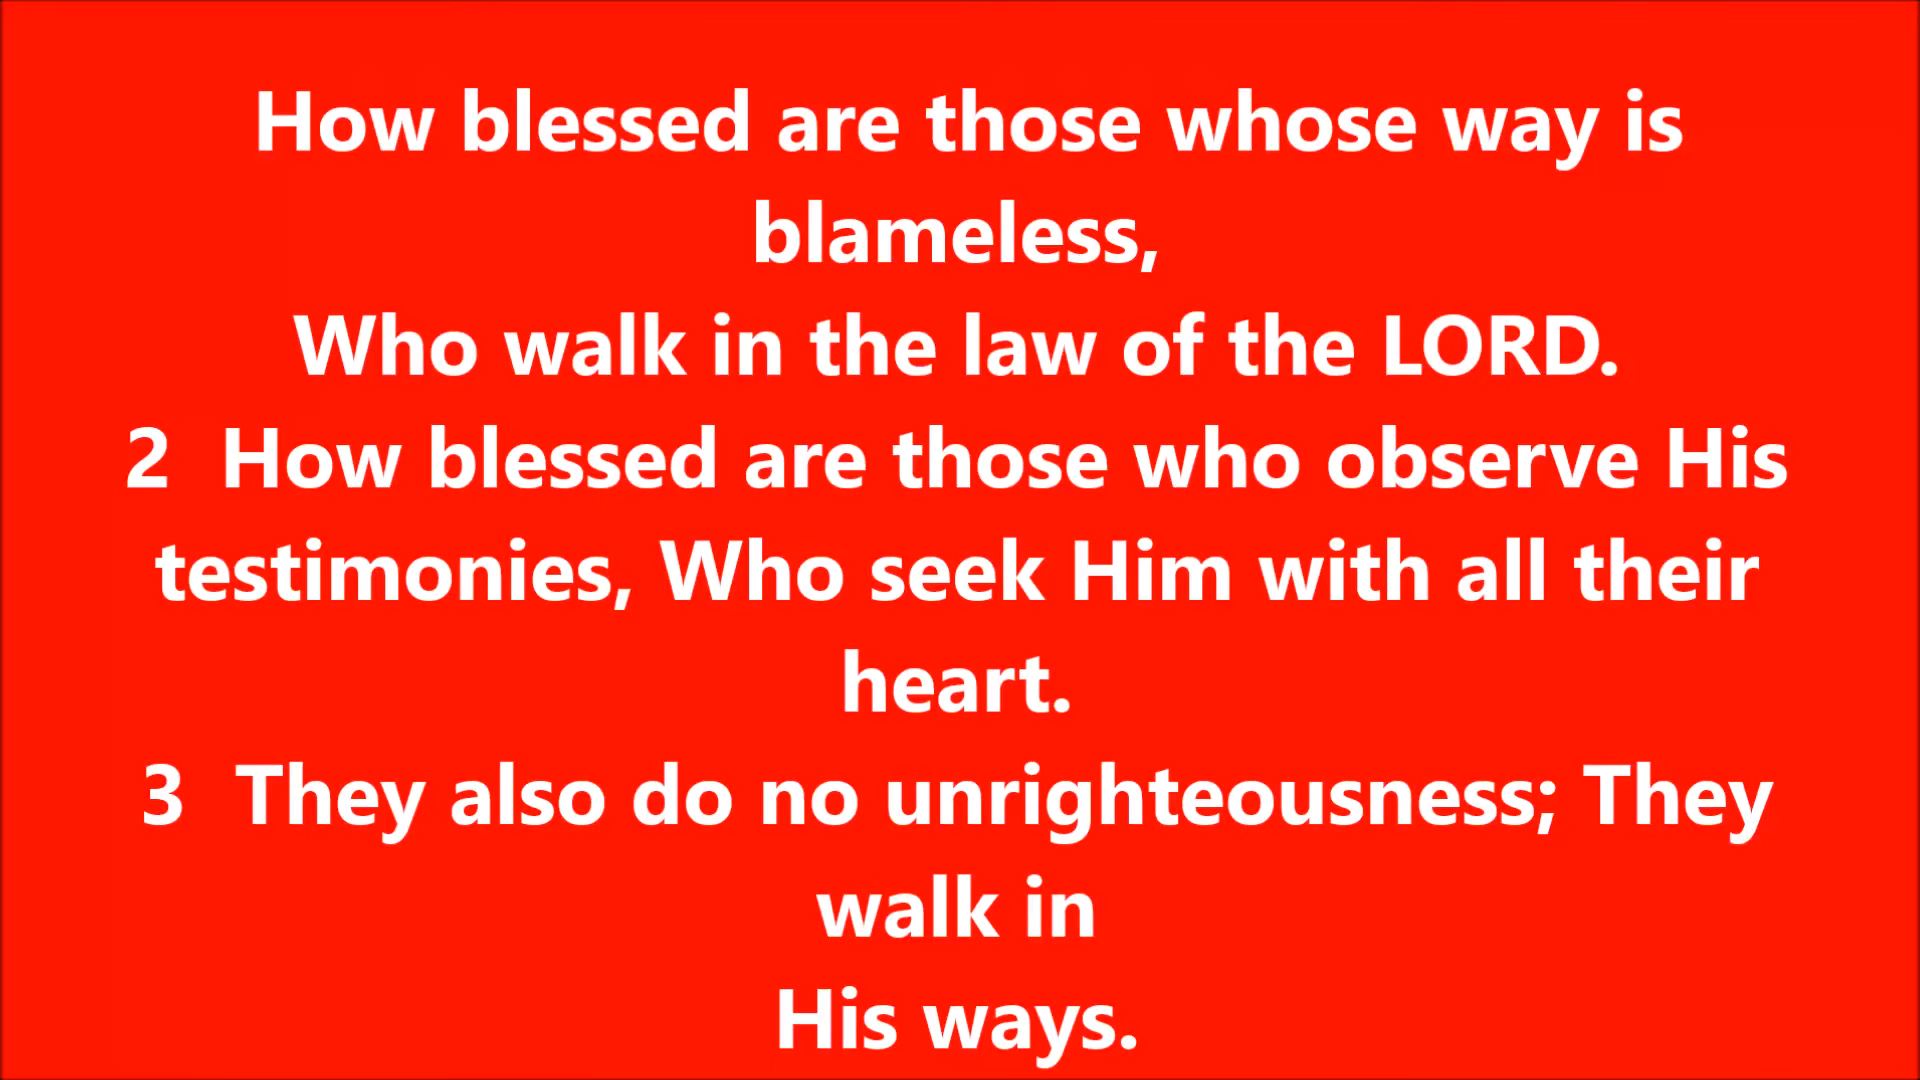 How blessed are those whose way is
blameless,
Who walk in the law of the LORD.
2  How blessed are those who observe His
testimonies, Who seek Him with all their
heart.
3  They also do no unrighteousness; They
walk in
His ways.